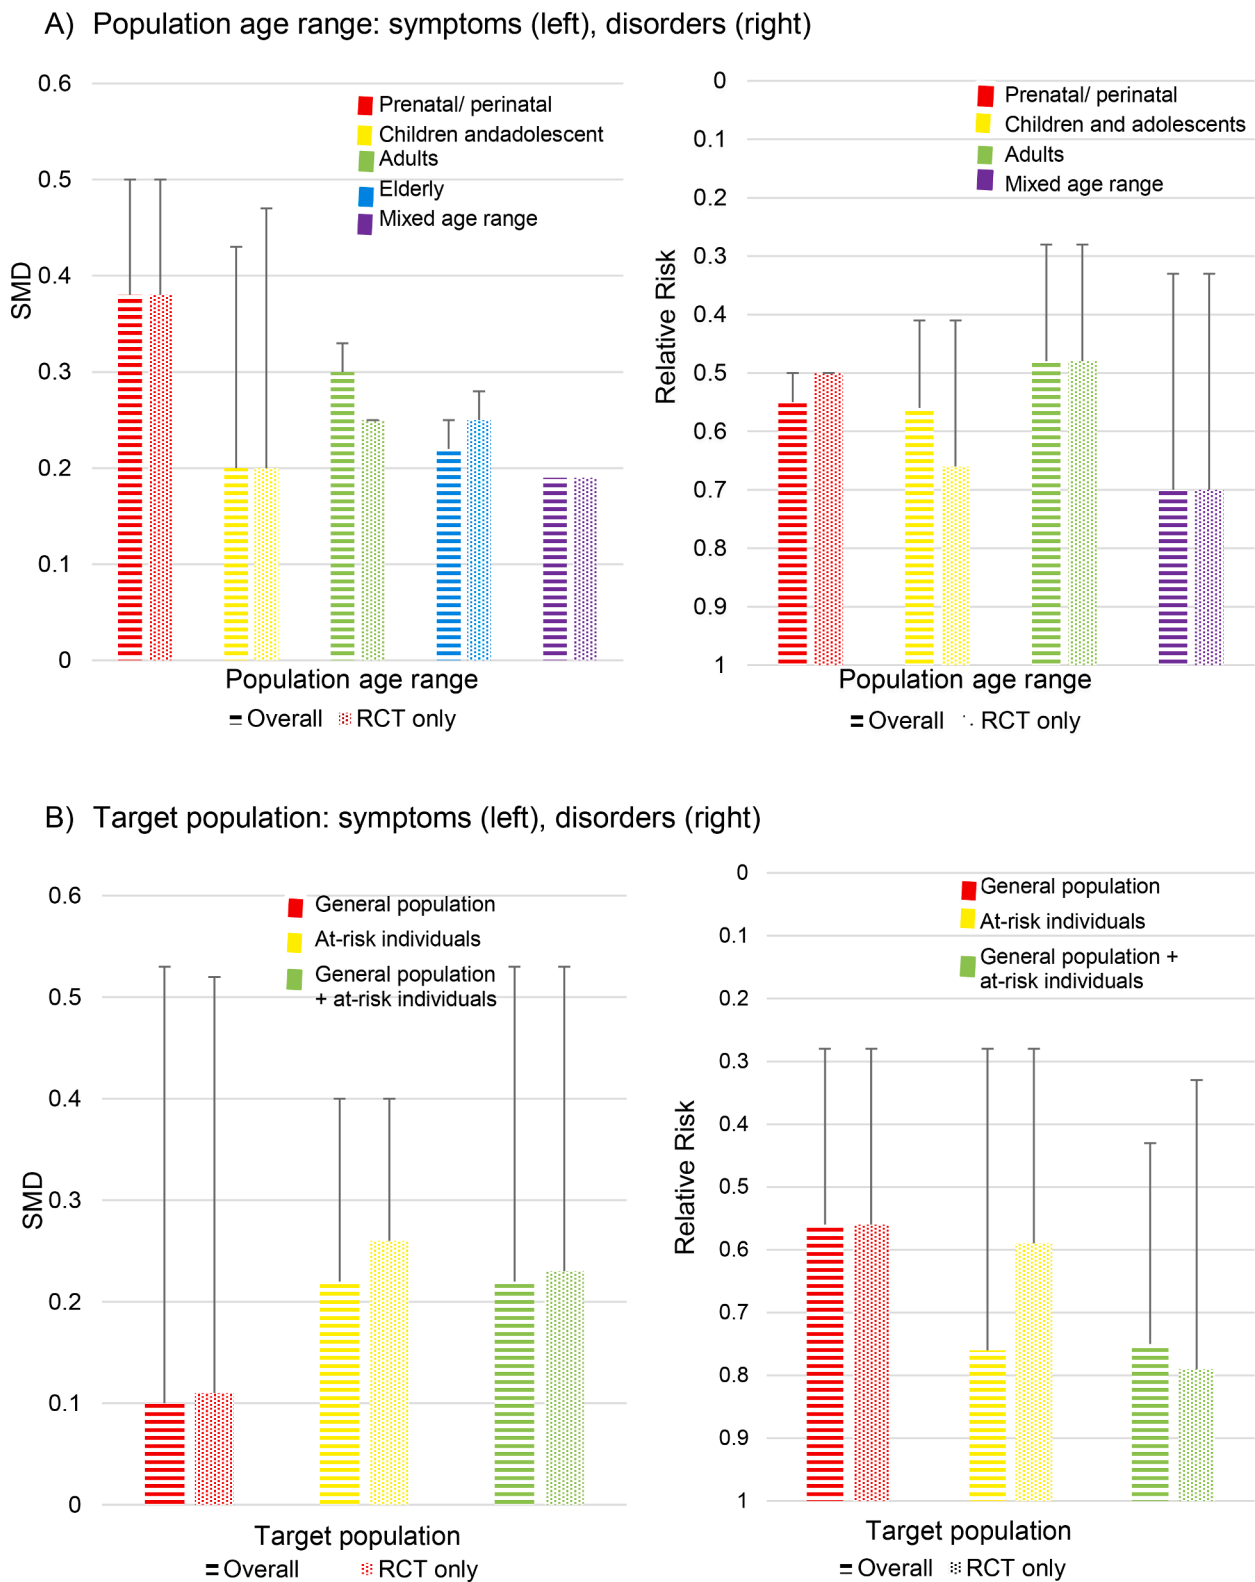 A) Population age range: symptoms (left), disorders (right)
0.6
0.5
0.4
0.3
0.2
0.1
0
SMD
Prenatal/ perinatal
Children andadolescent
Adults
Elderly
Mixed age range
Population age range
Overall RCT only
0
0.1
0.2
0.3
0.4
0.5
0.6
0.7
0.8
0.9
1
Relative Risk
Prenatal/ perinatal
Children and adolescents
Adults
Mixed age range
Population age range
Overall RCT only
B) Target population: symptoms (left), disorders (right)
0.6
0.5
0.4
0.3
0.2
0.1
0
SMD
General population
At-risk individuals
General population
+ at-risk individuals
Target population
Overall RCT only
0
0.1
0.2
0.3
0.4
0.5
0.6
0.7
0.8
0.9
1
Relative Risk
General population
At-risk individuals
General population +
at-risk individuals
Target population
Overall RCT only